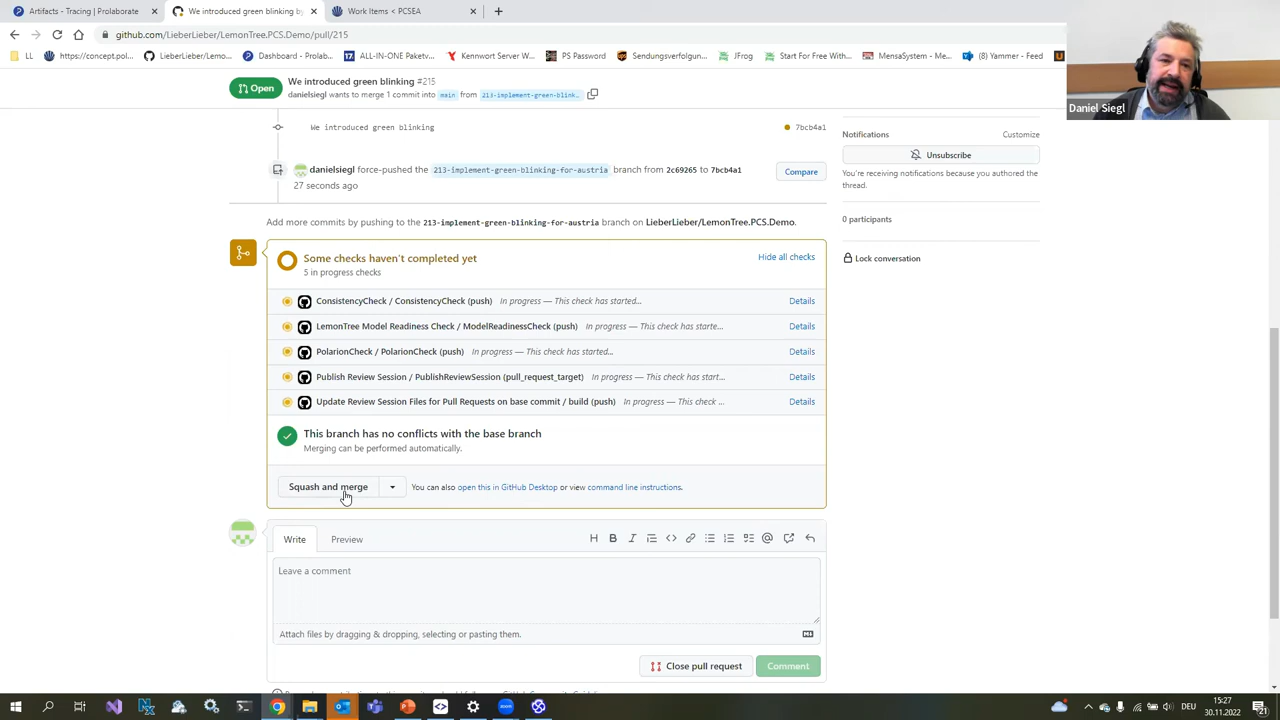 Artifacts - Tracing / Prolabate
We introduced green blinking by
Work Items < PCSEA
github.com/LieberLieber/LemonTree.PCS.Demo/pull/215
LL
https://concept.pol...
LieberLieber/Lemo...
Dashboard - Prolab...
ALL-IN-ONE Paketv...
Kennwort Server W...
PS Password
Sendungsverfolgun...
JFrog
Start For Free With...
MensaSystem - Me...
(8) Yammer - Feed
Open
We introduced green blinking #215
danielsiegl wants to merge 1 commit into main from 213-implement-green-blink…
We introduced green blinking
7bcb4a1
danielsiegl force-pushed the 213-implement-green-blinking-for-austria branch from 2c69265 to 7bcb4a1
27 seconds ago
Compare
Add more commits by pushing to the 213-implement-green-blinking-for-austria branch on LieberLieber/LemonTree.PCS.Demo.
Some checks haven't completed yet
5 in progress checks
Hide all checks
ConsistencyCheck / ConsistencyCheck (push) In progress — This check has started...
Details
LemonTree Model Readiness Check / ModelReadinessCheck (push) In progress — This check has starte...
Details
PolarionCheck / PolarionCheck (push) In progress — This check has started...
Details
Publish Review Session / PublishReviewSession (pull_request_target) In progress — This check has start...
Details
Update Review Session Files for Pull Requests on base commit / build (push) In progress — This check ...
Details
This branch has no conflicts with the base branch
Merging can be performed automatically.
Squash and merge
You can also open this in GitHub Desktop or view command line instructions.
Write
Preview
Leave a comment
Attach files by dragging & dropping, selecting or pasting them.
Close pull request
Comment
Notifications
Customize
Unsubscribe
You're receiving notifications because you authored the
thread.
0 participants
Lock conversation
Daniel Siegl
DEU
15:27
30.11.2022